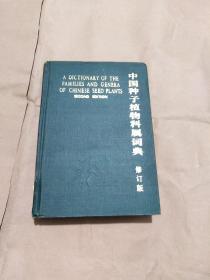 A DICTIONARY OF THE
FAMILIES AND GENERA
OF CHINESE SEED PLANTS
SECOND EDITION
中国种子植物科属词典
修订版